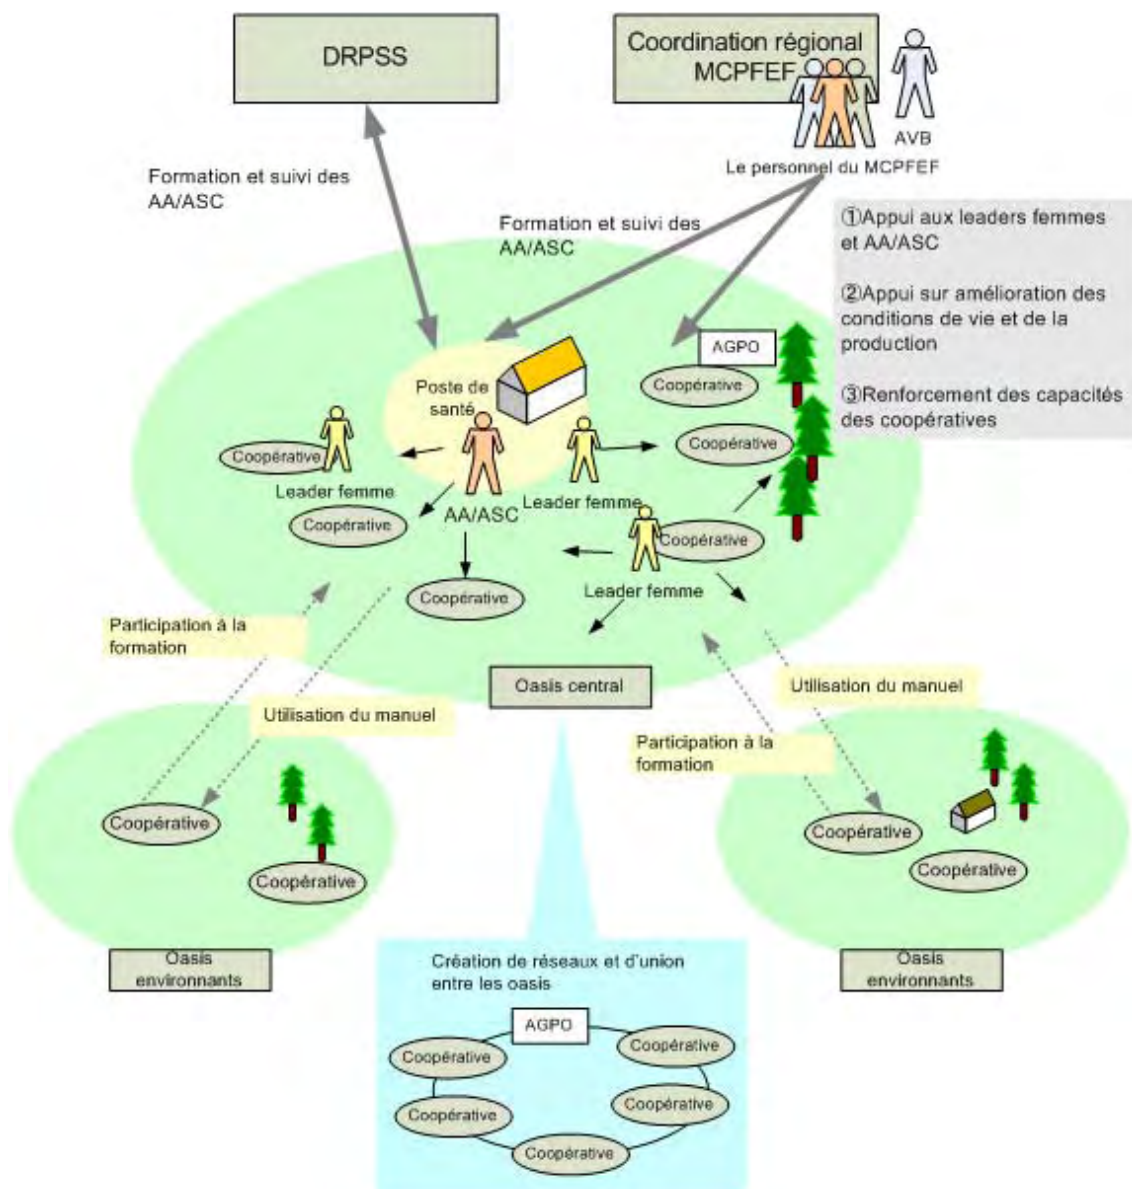 DRPSS
Coordination régional
MCPFEF
AVB
Le personnel du MCPFEF
Formation et suivi des
AA/ASC
Formation et suivi des
AA/ASC
①Appui aux leaders femmes
et AA/ASC
②Appui sur amélioration des
conditions de vie et de la
production
③Renforcement des capacités
des coopératives
AGPO
Coopérative
Poste de
santé
Coopérative
Coopérative
Leader femme
Leader femme
AA/ASC
Coopérative
Coopérative
Coopérative
Leader femme
Participation à la
formation
Utilisation du manuel
Oasis central
Utilisation du manuel
Participation à la
formation
Coopérative
Coopérative
Coopérative
Coopérative
Oasis
environnants
Oasis
environnants
Création de réseaux et d'union
entre les oasis
AGPO
Coopérative
Coopérative
Coopérative
Coopérative
Coopérative